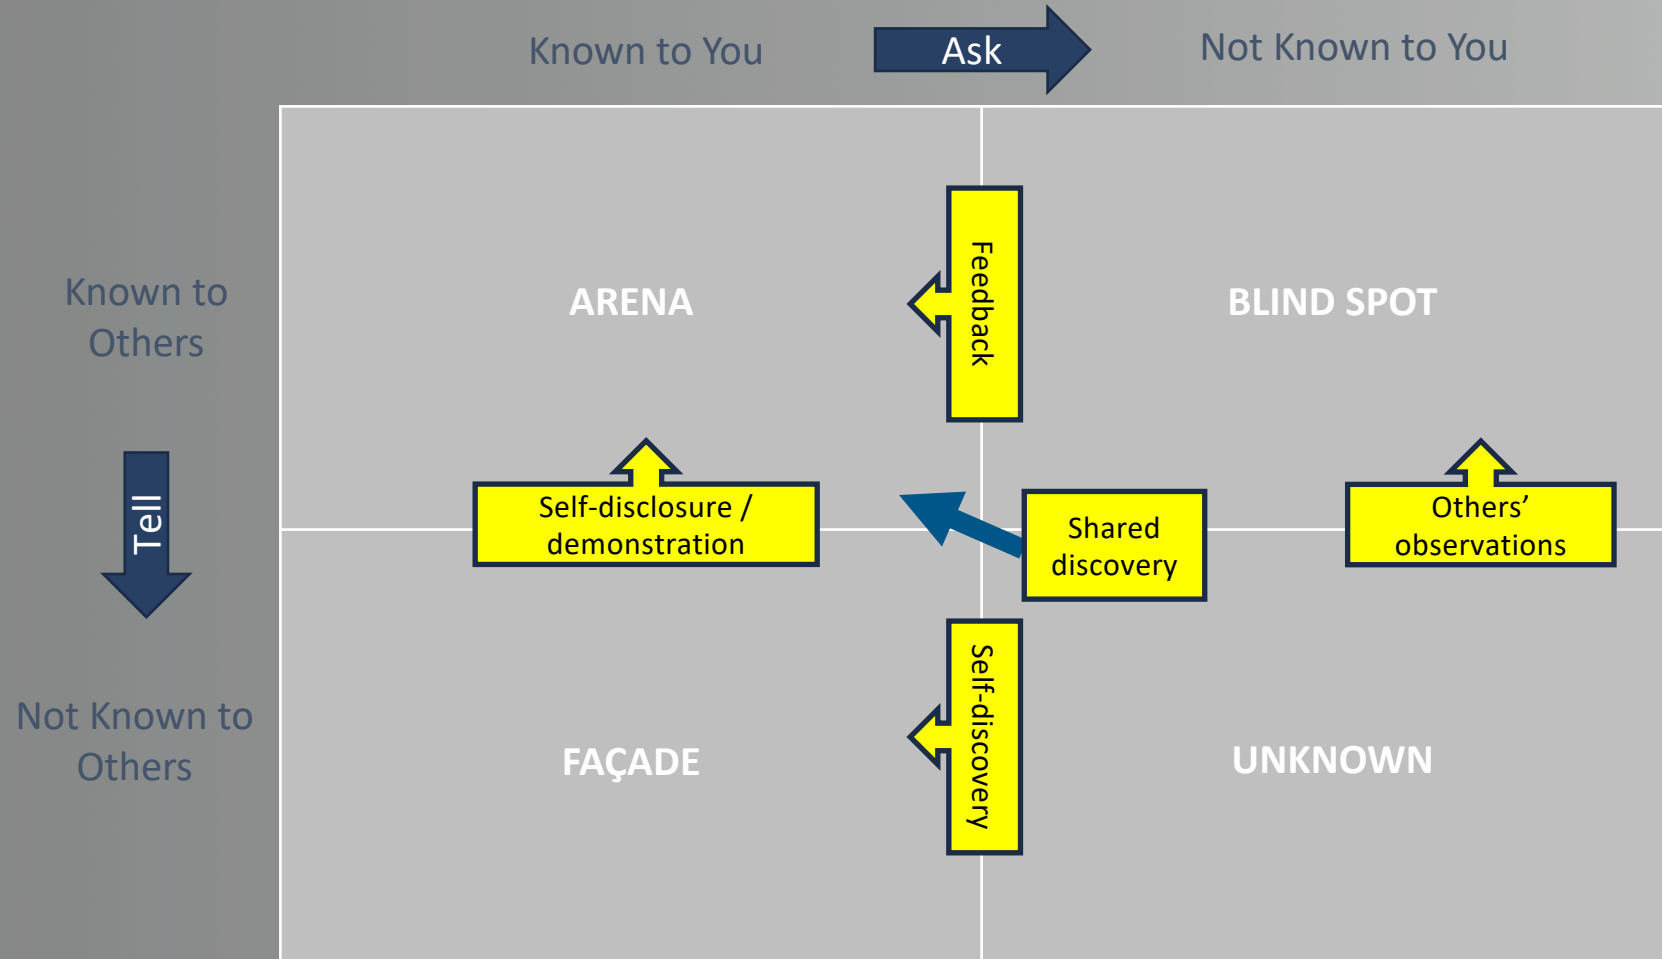 Known to You
Ask
Not Known to You
Known to
Others
ARENA
Feedback
BLIND SPOT
Tell
Self-disclosure /
demonstration
Shared
discovery
Others’
observations
Not Known to
Others
FAÇADE
Self-discovery
UNKNOWN